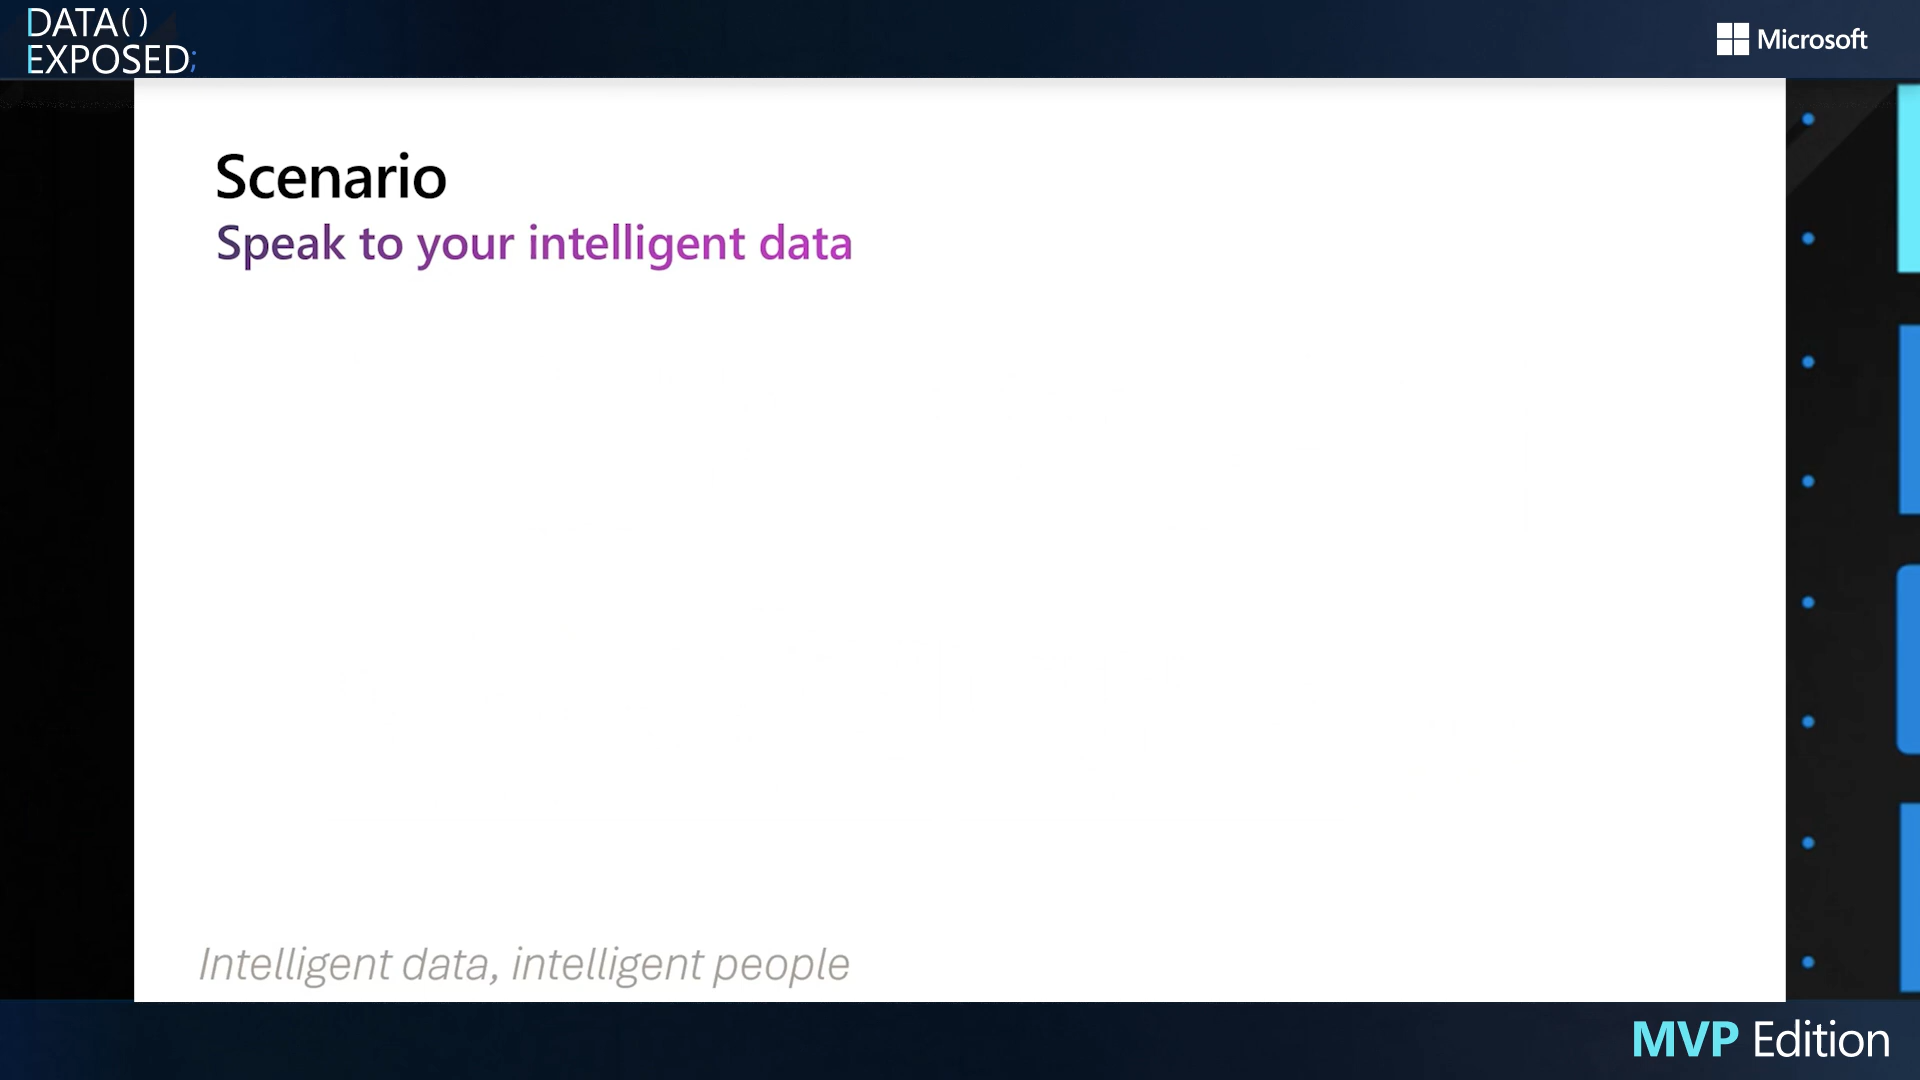 DATA()
EXPOSED;
Microsoft
Scenario
Speak to your intelligent data
Intelligent data, intelligent people
MVP Edition